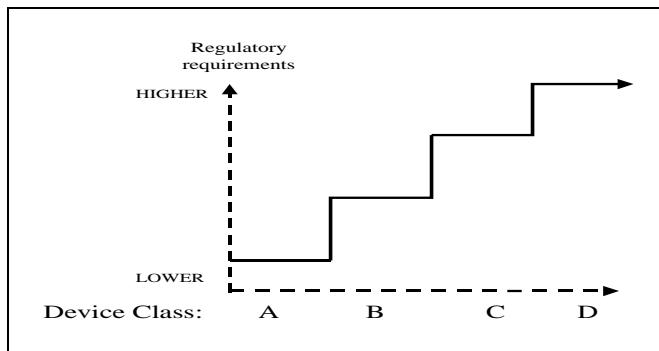 Regulatory
requirements
HIGHER
LOWER
Device Class: A B C D